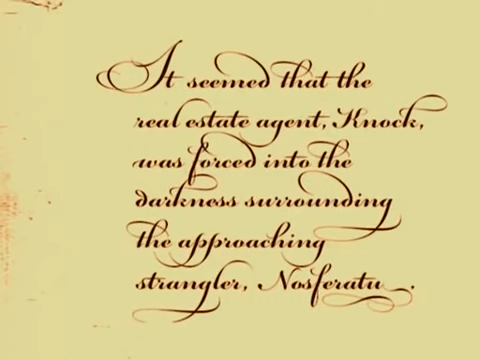 It seemed that the
real estate agent, Knock,
was forced into the
darkness surrounding
the approaching
strangler, Nosferatu.